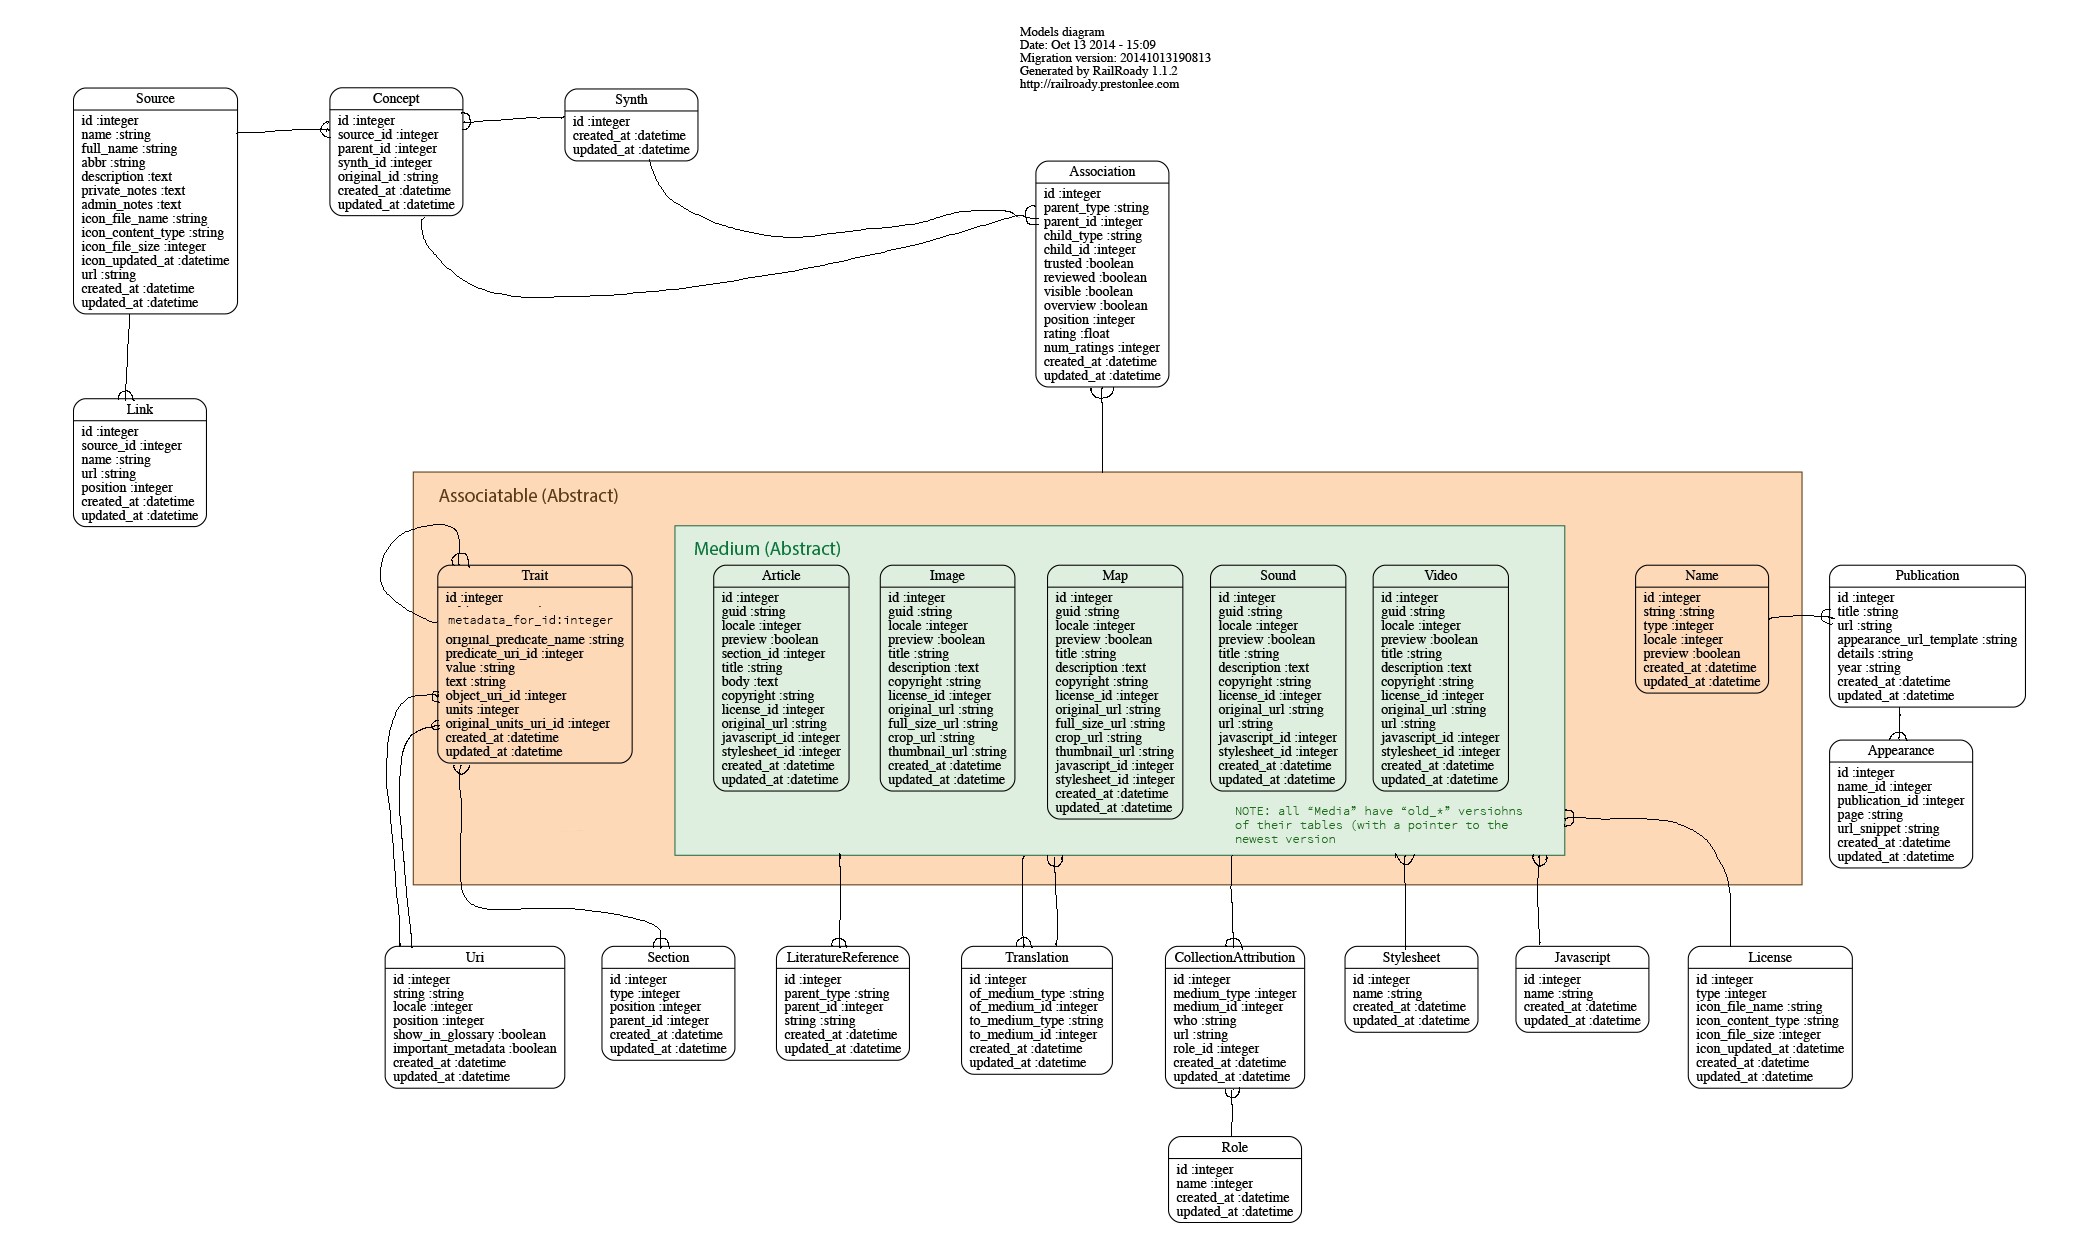 Models diagram
Date: Oct 13 2014 - 15:09
Migration version: 20141013190813
Generated by RailRoady 1.1.2
http://railroady.prestonlee.com
Source
id :integer
name :string
full_name :string
abbr :string
description :text
private_notes :text
admin_notes :text
icon_file_name :string
icon_content_type :string
icon_file_size :integer
icon_updated_at :datetime
url :string
created_at :datetime
updated_at :datetime
Concept
id :integer
source_id :integer
parent_id :integer
synth_id :integer
original_id :string
created_at :datetime
updated_at :datetime
Synth
id :integer
created_at :datetime
updated_at :datetime
Association
id :integer
parent_type :string
parent_id :integer
child_type :string
child_id :integer
trusted :boolean
reviewed :boolean
visible :boolean
overview :boolean
position :integer
rating :float
num_ratings :integer
created_at :datetime
updated_at :datetime
Link
id :integer
source_id :integer
name :string
url :string
position :integer
created_at :datetime
updated_at :datetime
Associatable (Abstract)
Medium (Abstract)
Trait
id :integer
metadata_for_id:integer
original_predicate_name :string
predicate_uri_id :integer
value :string
text :string
object_uri_id :integer
units :integer
original_units_uri_id :integer
created_at :datetime
updated_at :datetime
Article
id :integer
guid :string
locale :integer
preview :boolean
section_id :integer
title :string
body :text
copyright :string
license_id :integer
original_url :string
javascript_id :integer
stylesheet_id :integer
created_at :datetime
updated_at :datetime
Image
id :integer
guid :string
locale :integer
preview :boolean
title :string
description :text
copyright :string
license_id :integer
original_url :string
full_size_url :string
crop_url :string
thumbnail_url :string
created_at :datetime
updated_at :datetime
Map
id :integer
guid :string
locale :integer
preview :boolean
title :string
description :text
copyright :string
license_id :integer
original_url :string
full_size_url :string
crop_url :string
thumbnail_url :string
javascript_id :integer
stylesheet_id :integer
created_at :datetime
updated_at :datetime
Sound
id :integer
guid :string
locale :integer
preview :boolean
title :string
description :text
copyright :string
license_id :integer
original_url :string
url :string
javascript_id :integer
stylesheet_id :integer
created_at :datetime
updated_at :datetime
Video
id :integer
guid :string
locale :integer
preview :boolean
title :string
description :text
copyright :string
license_id :integer
original_url :string
url :string
javascript_id :integer
stylesheet_id :integer
created_at :datetime
updated_at :datetime
NOTE: all “Media” have “old_*” versiohns
of their tables (with a pointer to the
newest version
Name
id :integer
string :string
type :integer
locale :integer
preview :boolean
created_at :datetime
updated_at :datetime
Publication
id :integer
title :string
url :string
appearance_url_template :string
details :string
year :string
created_at :datetime
updated_at :datetime
Appearance
id :integer
name_id :integer
publication_id :integer
page :string
url_snippet :string
created_at :datetime
updated_at :datetime
Uri
id :integer
string :string
locale :integer
position :integer
show_in_glossary :boolean
important_metadata :boolean
created_at :datetime
updated_at :datetime
Section
id :integer
type :integer
position :integer
parent_id :integer
created_at :datetime
updated_at :datetime
LiteratureReference
id :integer
parent_type :string
parent_id :integer
string :string
created_at :datetime
updated_at :datetime
Translation
id :integer
of_medium_type :string
of_medium_id :integer
to_medium_type :string
to_medium_id :integer
created_at :datetime
updated_at :datetime
CollectionAttribution
id :integer
medium_type :integer
medium_id :integer
who :string
url :string
role_id :integer
created_at :datetime
updated_at :datetime
Stylesheet
id :integer
name :string
created_at :datetime
updated_at :datetime
Javascript
id :integer
name :string
created_at :datetime
updated_at :datetime
License
id :integer
type :integer
icon_file_name :string
icon_content_type :string
icon_file_size :integer
icon_updated_at :datetime
created_at :datetime
updated_at :datetime
Role
id :integer
name :integer
created_at :datetime
updated_at :datetime